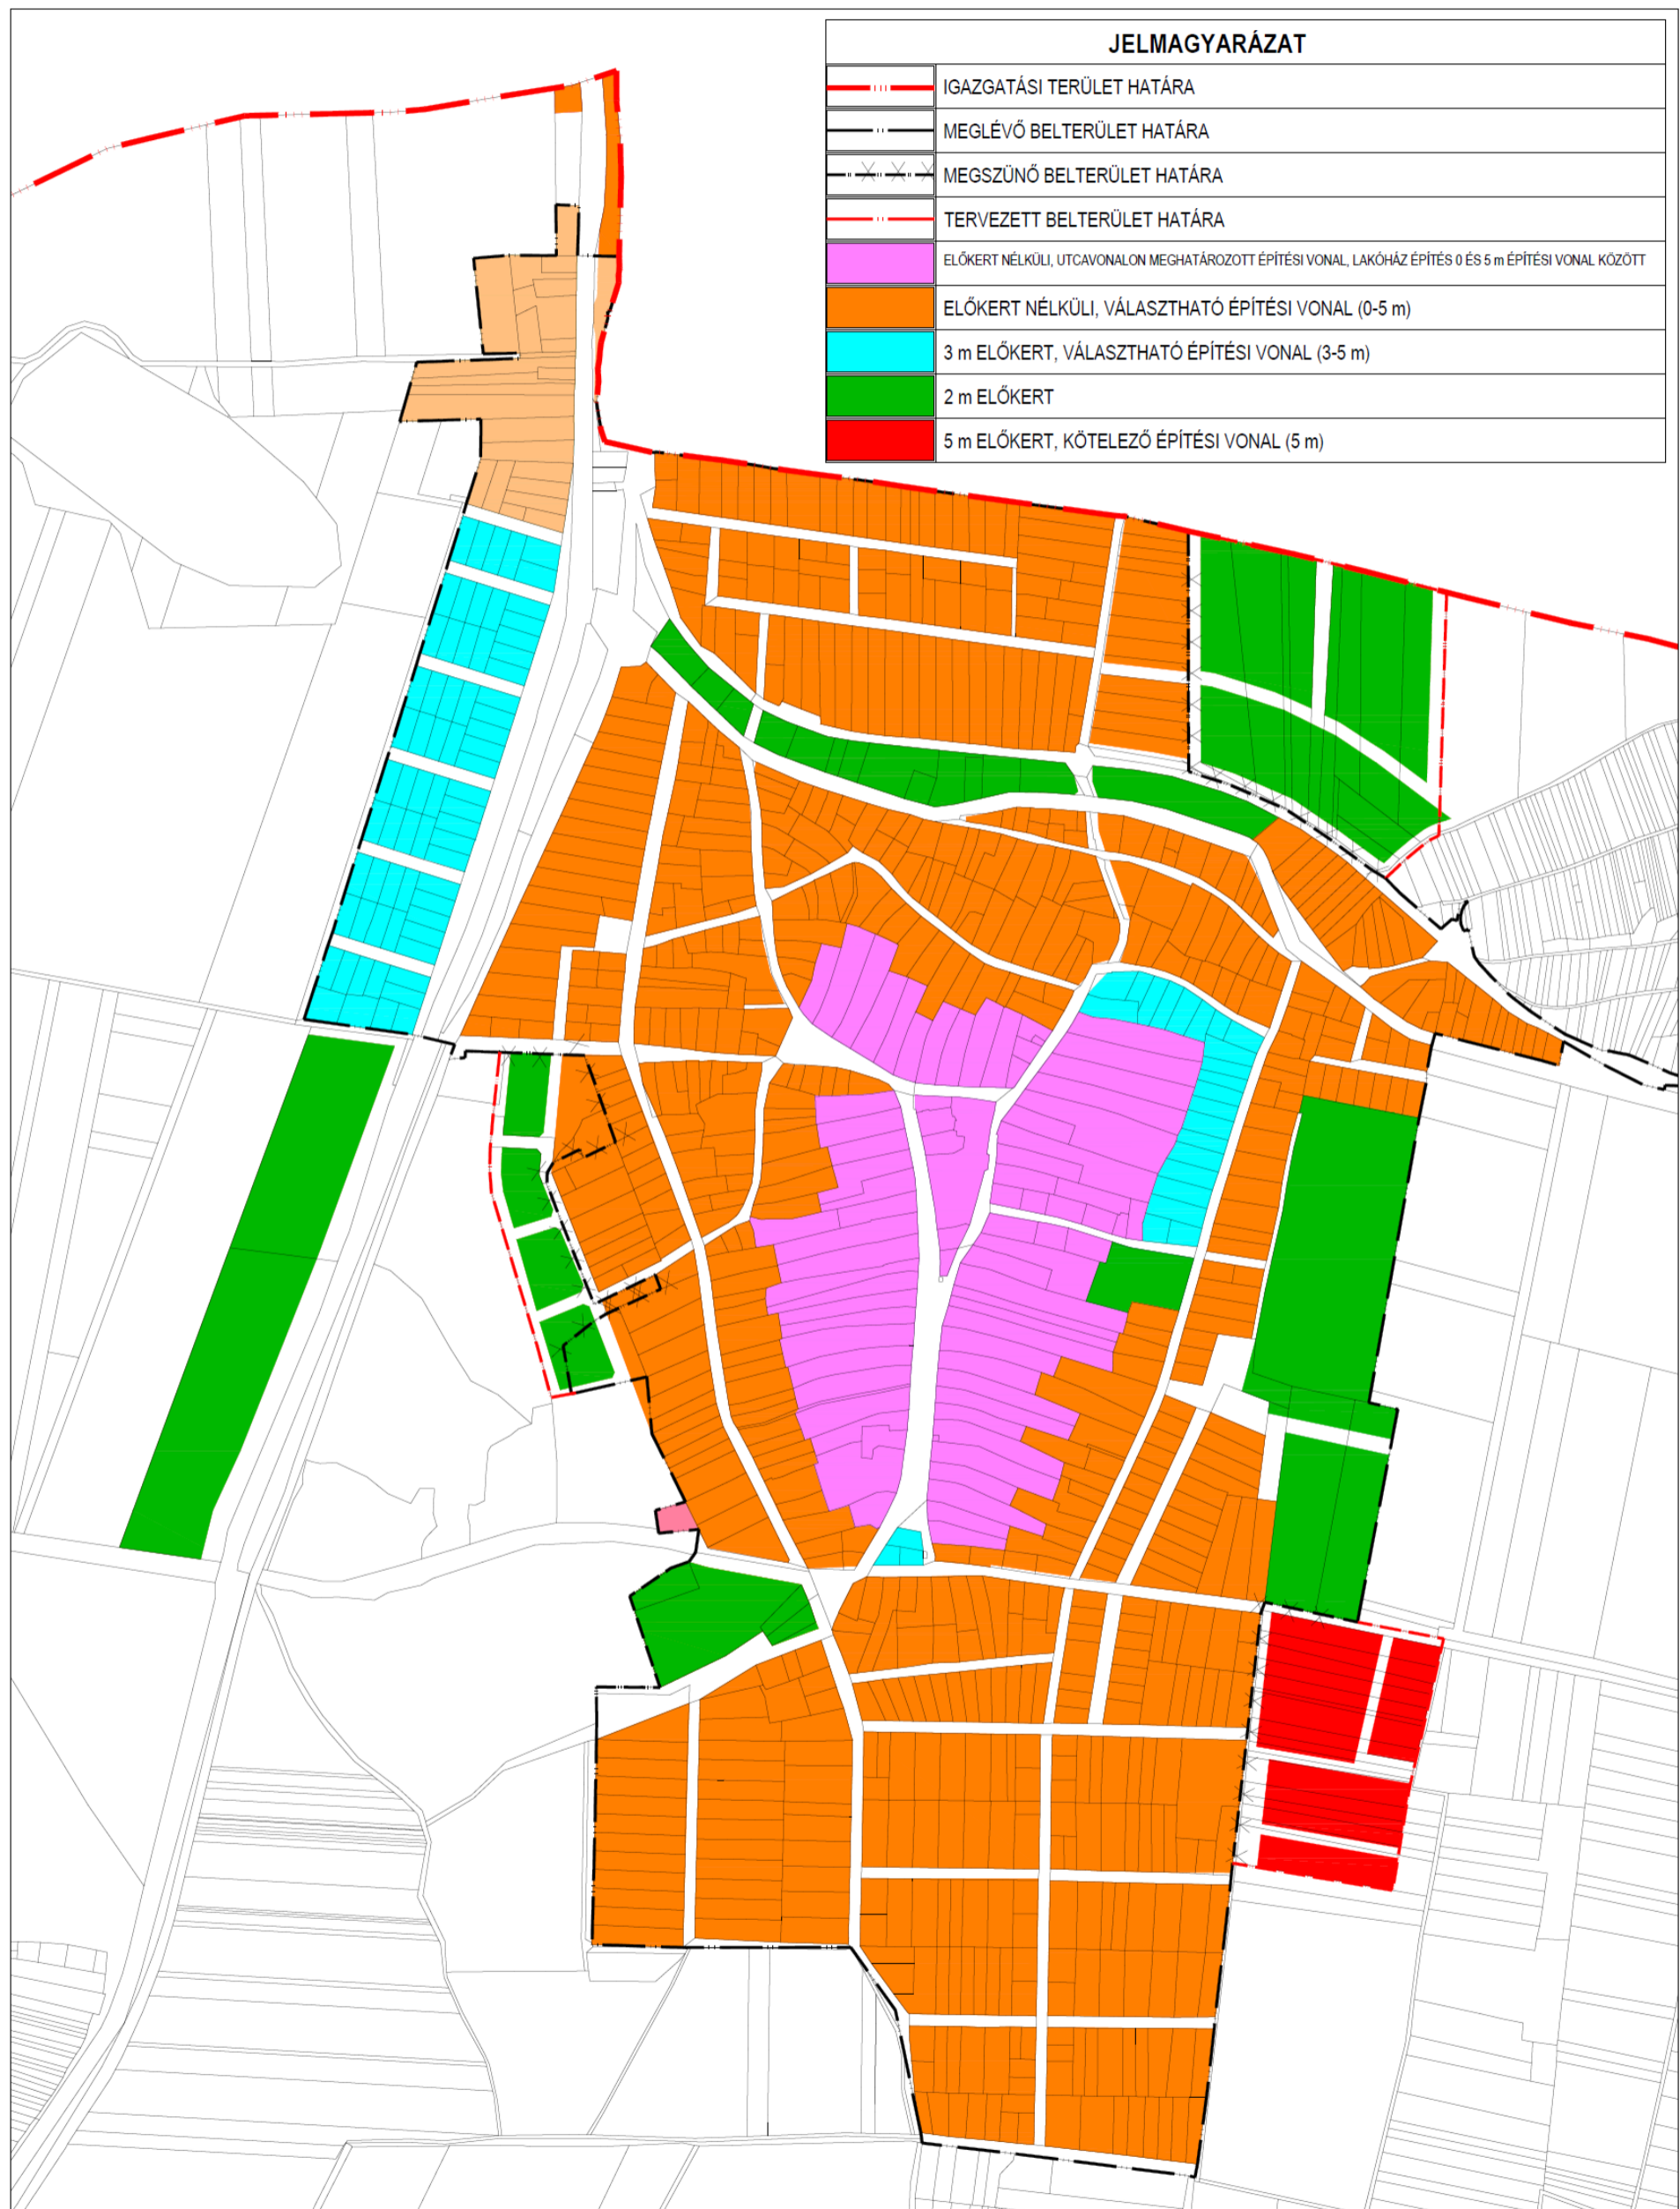 JELMAGYARÁZAT
IGAZGATÁSI TERÜLET HATÁRA
MEGLÉVŐ BELTERÜLET HATÁRA
MEGSZŰNŐ BELTERÜLET HATÁRA
TERVEZETT BELTERÜLET HATÁRA
ELŐKERT NÉLKÜLI, UTCAVONALON MEGHATÁROZOTT ÉPÍTÉSI VONAL, LAKÓHÁZ ÉPÍTÉS 0 ÉS 5 m ÉPÍTÉSI VONAL KÖZÖTT
ELŐKERT NÉLKÜLI, VÁLASZTHATÓ ÉPÍTÉSI VONAL (0-5 m)
3 m ELŐKERT, VÁLASZTHATÓ ÉPÍTÉSI VONAL (3-5 m)
2 m ELŐKERT
5 m ELŐKERT, KÖTELEZŐ ÉPÍTÉSI VONAL (5 m)